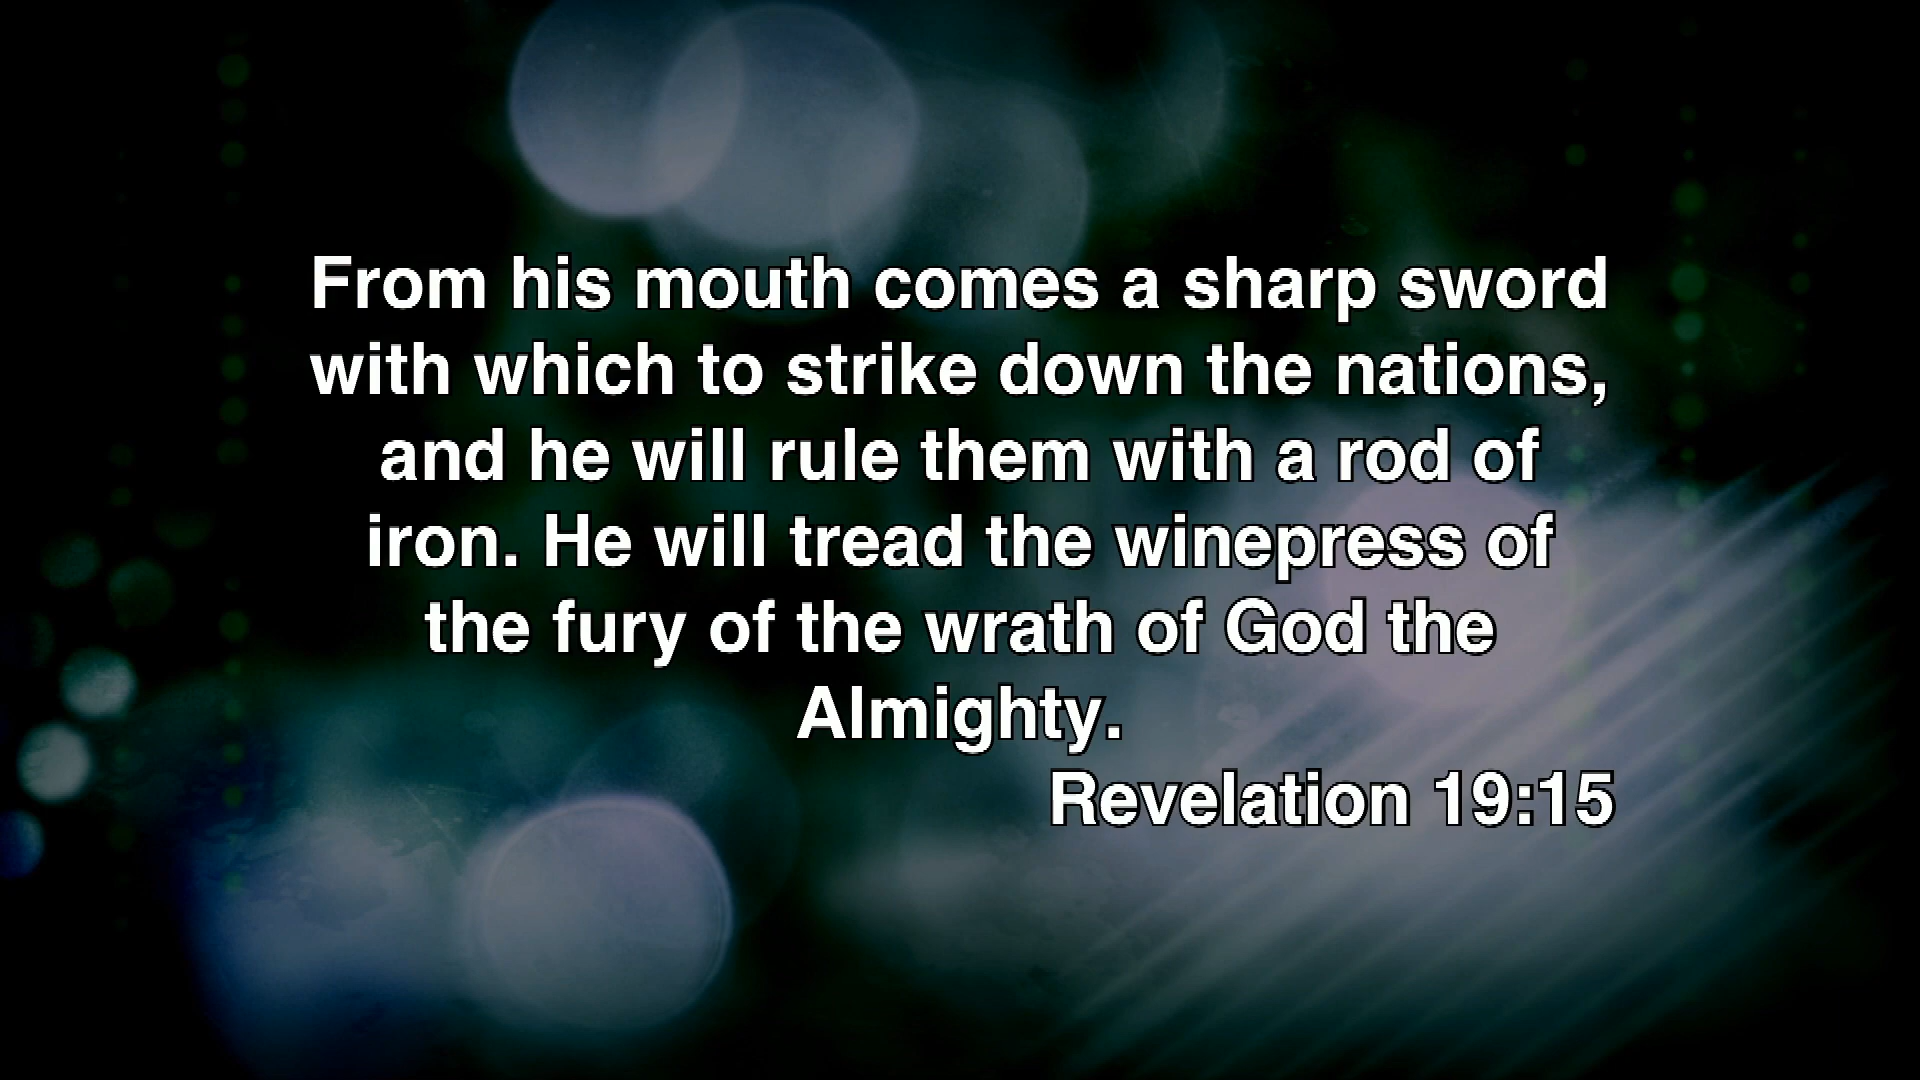 From his mouth comes a sharp sword
with which to strike down the nations,
and he will rule them with a rod of
iron. He will tread the winepress of
the fury of the wrath of God the
Almighty.
Revelation 19:15